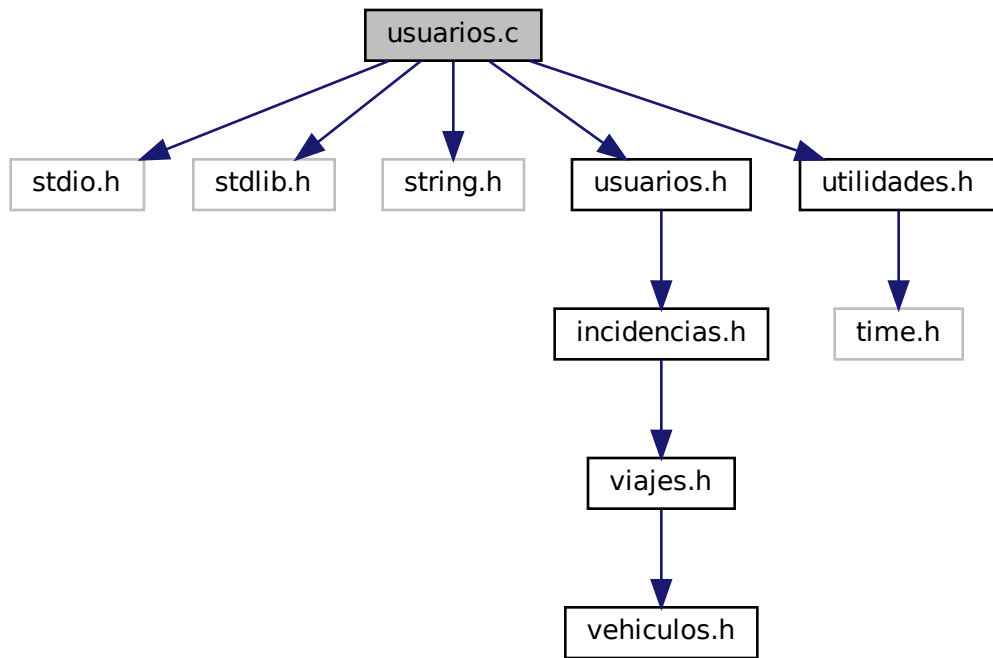 usuarios.c
stdio.h
stdlib.h
string.h
usuarios.h
utilidades.h
incidencias.h
time.h
viajes.h
vehiculos.h